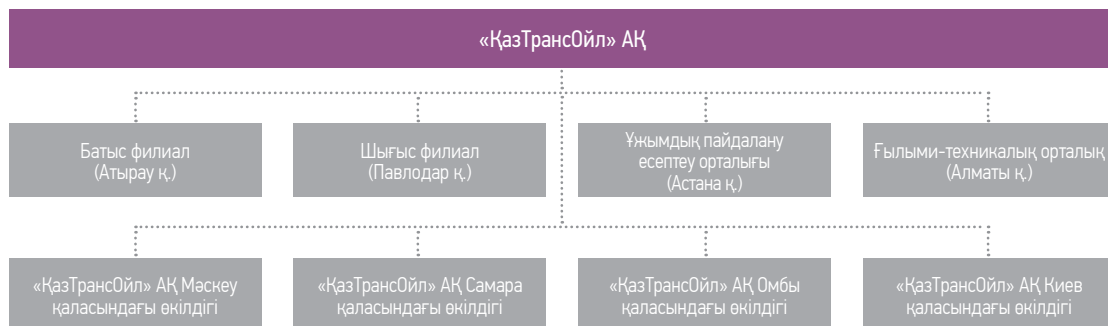 «ҚазТрансОйл» АҚ
Батыс филиал
(Атырау қ.)
Шығыс филиал
(Павлодар қ.)
Ұжымдық пайдалану
есептеу орталығы
(Астана қ.)
Ғылыми-техникалық орталық
(Алматы қ.)
«ҚазТрансОйл» АҚ Мәскеу
қаласындағы өкілдігі
«ҚазТрансОйл» АҚ Самара
қаласындағы өкілдігі
«ҚазТрансОйл» АҚ Омбы
қаласындағы өкілдігі
«ҚазТрансОйл» АҚ Киев
қаласындағы өкілдігі